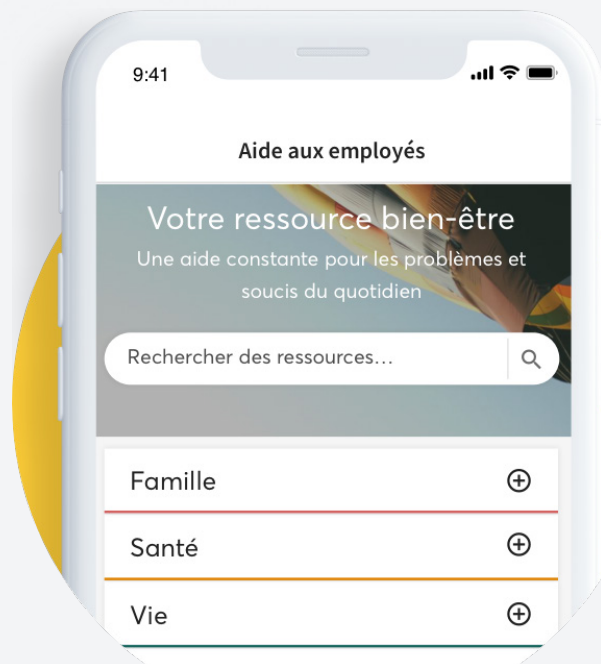 9:41
Aide aux employés
Votre ressource bien-être
Une aide constante pour les problèmes et
soucis du quotidien
Rechercher des ressources...
Famille
Santé
Vie